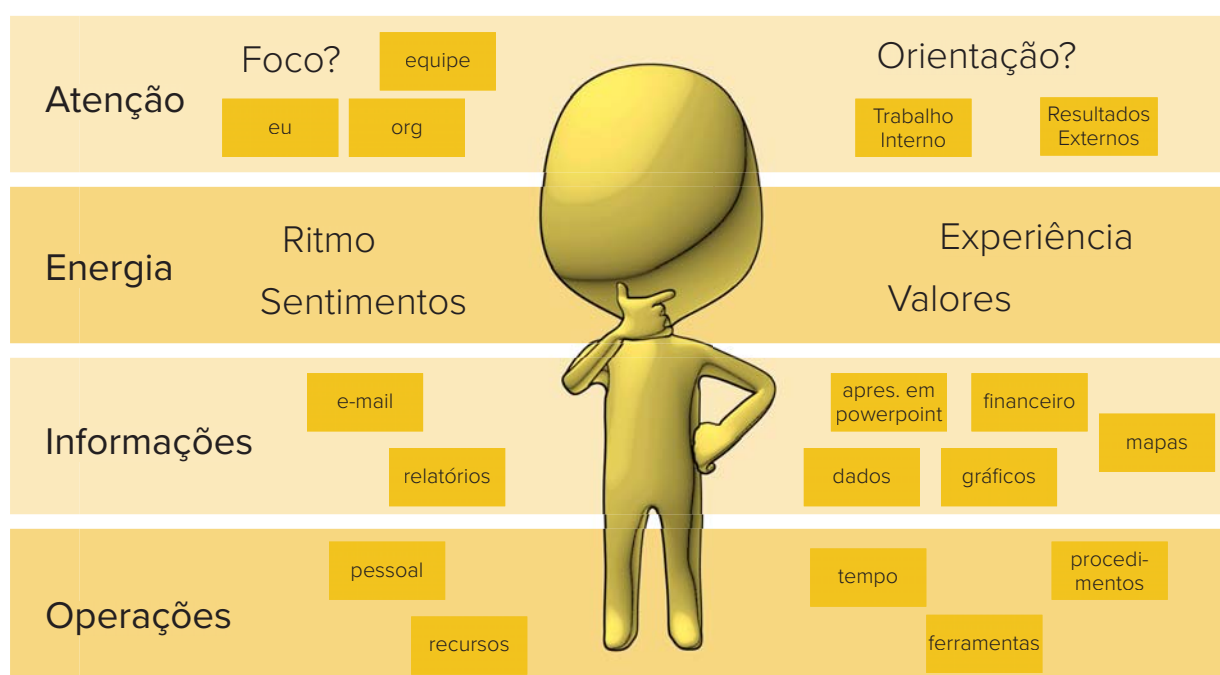 Atenção
Foco?
equipe
eu
org
Orientação?
Trabalho
Interno
Resultados
Externos
Energia
Ritmo
Sentimentos
Experiência
Valores
Informações
e-mail
relatórios
apres. em
powerpoint
financeiro
mapas
dados
gráficos
Operações
pessoal
recursos
tempo
procedi-
mentos
ferramentas